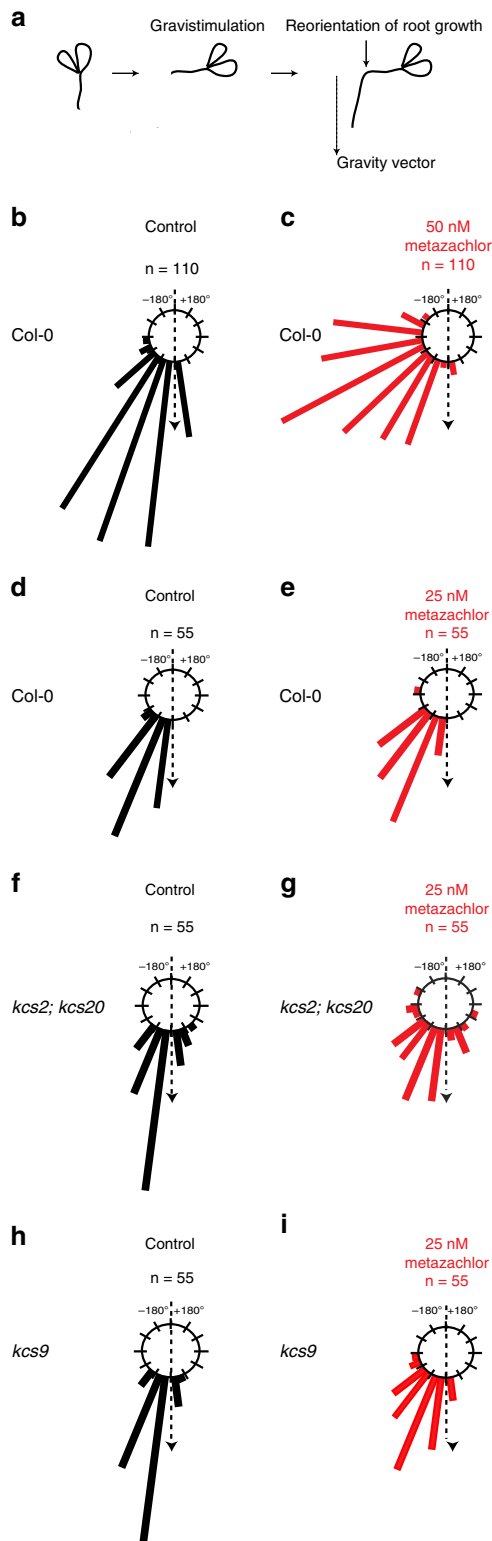 a
Gravistimulation
Reorientation of root growth
Gravity vector
b
Control
n = 110
−180° +180°
Col-0
c
50 nM
metazachlor
n = 110
−180° +180°
Col-0
d
Control
n = 55
−180° +180°
Col-0
e
25 nM
metazachlor
n = 55
−180° +180°
Col-0
f
Control
n = 55
−180° +180°
kcs2; kcs20
g
25 nM
metazachlor
n = 55
−180° +180°
kcs2; kcs20
h
Control
n = 55
−180° +180°
kcs9
i
25 nM
metazachlor
n = 55
−180° +180°
kcs9